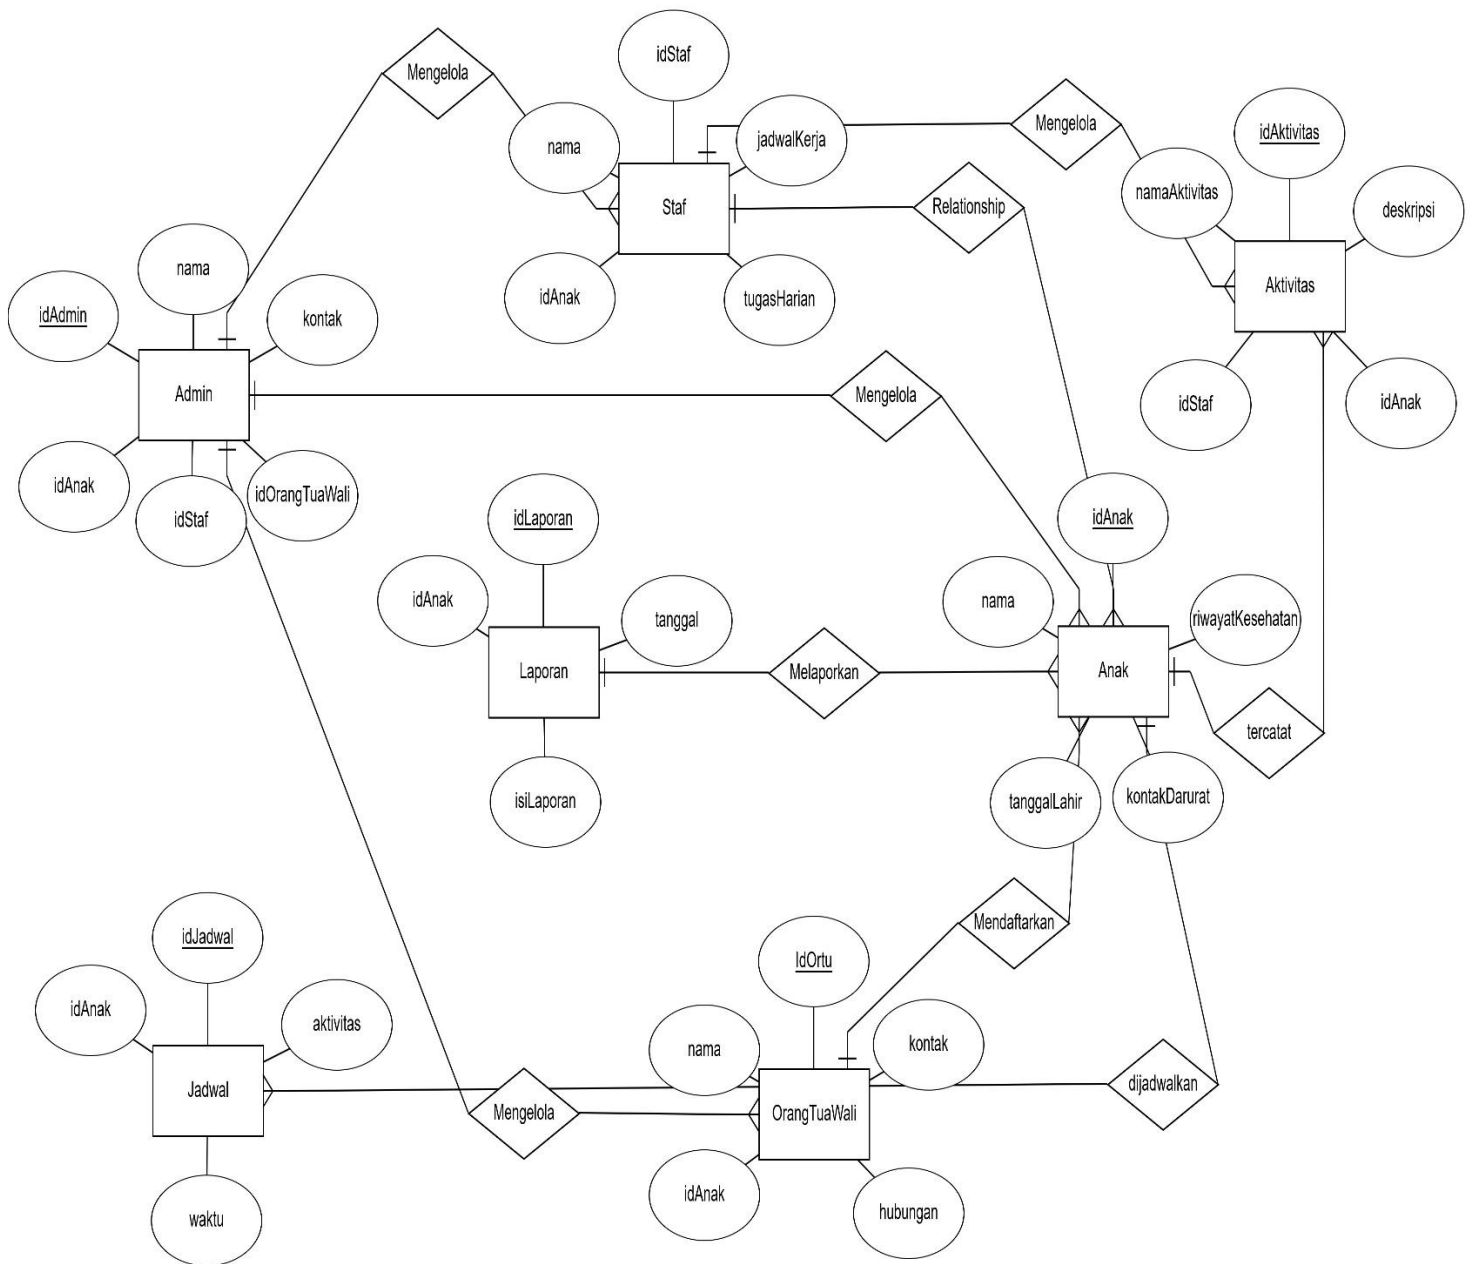 idStaf
Mengelola
nama
jadwalKerja
Mengelola
idAktivitas
namaAktivitas
deskripsi
Staf
Relationship
nama
idAnak
tugasHarian
Aktivitas
idAdmin
kontak
Admin
Mengelola
idStaf
idAnak
idAnak
idStaf
idOrangTuaWali
idLaporan
idAnak
idAnak
tanggal
nama
riwayatKesehatan
Laporan
Melaporkan
Anak
tercatat
isiLaporan
tanggalLahir
kontakDarurat
Mendaftarkan
idJadwal
IdOrtu
idAnak
aktivitas
nama
kontak
Jadwal
Mengelola
OrangTuaWali
dijadwalkan
waktu
idAnak
hubungan